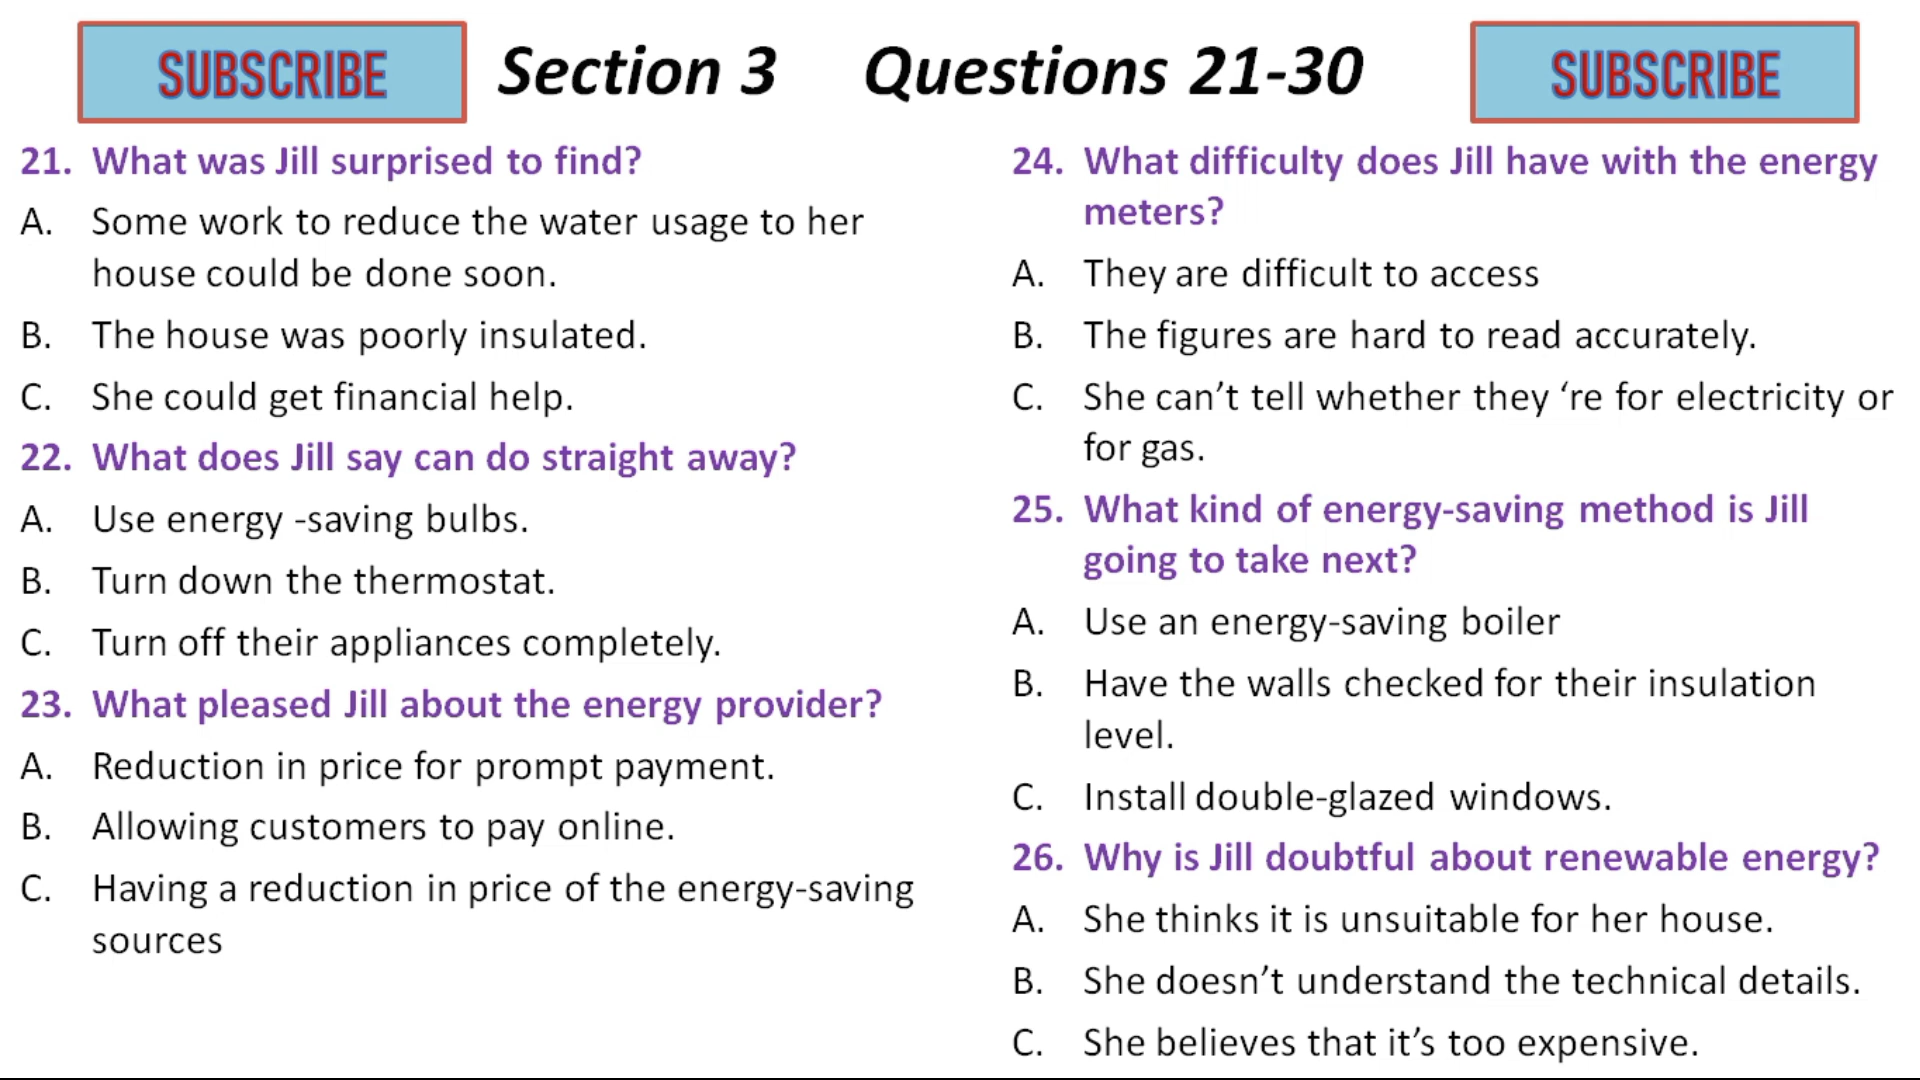 SUBSCRIBE
Section 3 Questions 21-30
SUBSCRIBE
21. What was Jill surprised to find?
A. Some work to reduce the water usage to her
house could be done soon.
B. The house was poorly insulated.
C. She could get financial help.
22. What does Jill say can do straight away?
A. Use energy -saving bulbs.
B. Turn down the thermostat.
C. Turn off their appliances completely.
23. What pleased Jill about the energy provider?
A. Reduction in price for prompt payment.
B. Allowing customers to pay online.
C. Having a reduction in price of the energy-saving
sources
24. What difficulty does Jill have with the energy
meters?
A. They are difficult to access
B. The figures are hard to read accurately.
C. She can’t tell whether they ‘re for electricity or
for gas.
25. What kind of energy-saving method is Jill
going to take next?
A. Use an energy-saving boiler
B. Have the walls checked for their insulation
level.
C. Install double-glazed windows.
26. Why is Jill doubtful about renewable energy?
A. She thinks it is unsuitable for her house.
B. She doesn’t understand the technical details.
C. She believes that it’s too expensive.